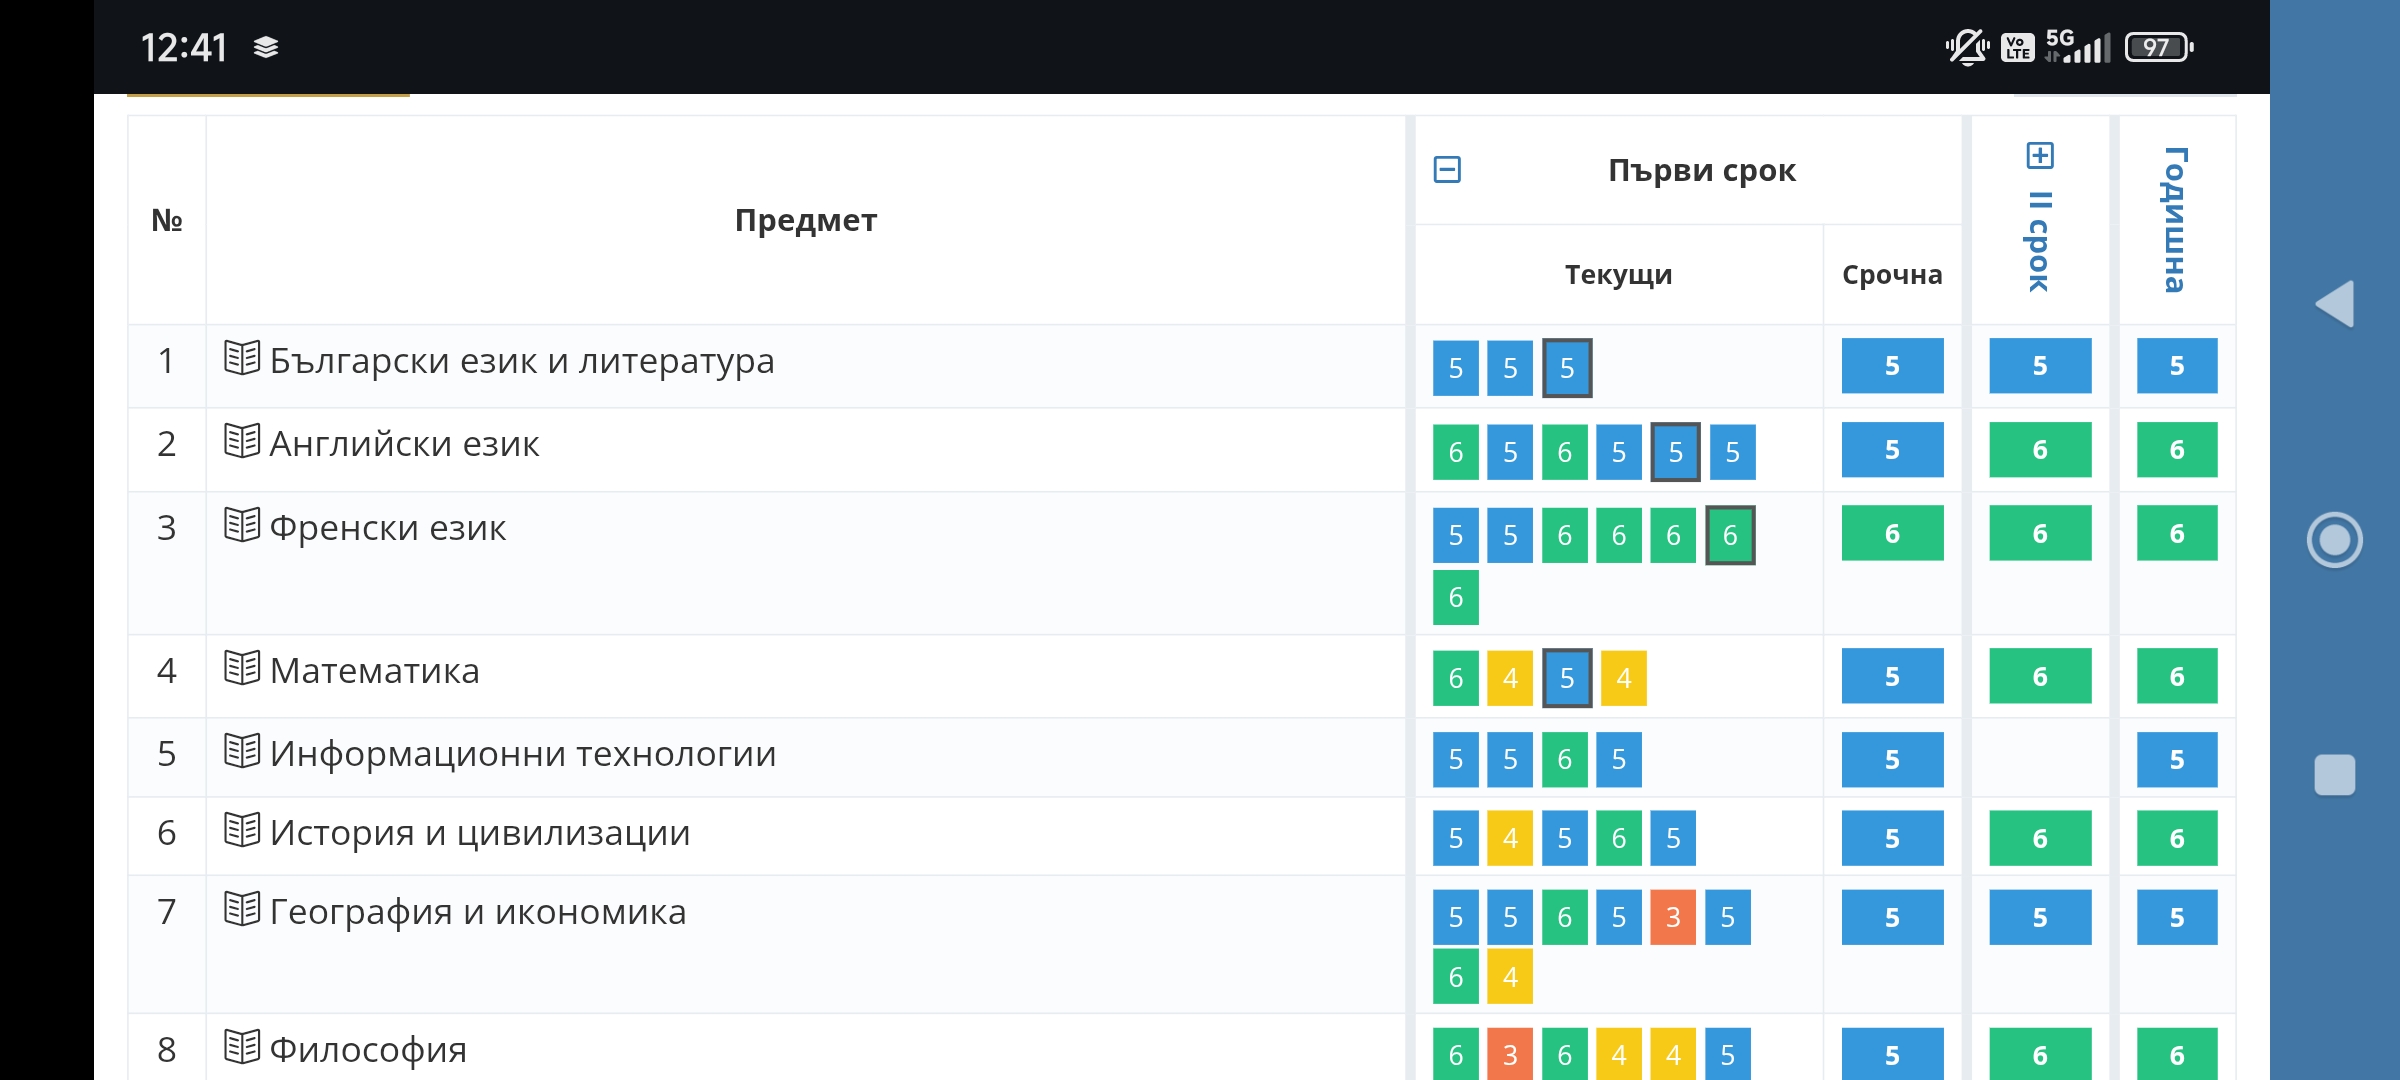 12:41 Vo LTE 5G 97
№ Предмет Първи срок II срок Годишна
Текущи Срочна
1 Български език и литература 5 5 5 5 5 5
2 Английски език 6 5 6 5 5 5 5 6 6
3 Френски език 5 5 6 6 6 6 6 6 6
6
4 Математика 6 4 5 4 5 6 6
5 Информационни технологии 5 5 6 5 5 5
6 История и цивилизации 5 4 5 6 5 5 6 6
7 География и икономика 5 5 6 5 3 5 5 5 5
6 4
8 Философия 6 3 6 4 4 5 5 6 6